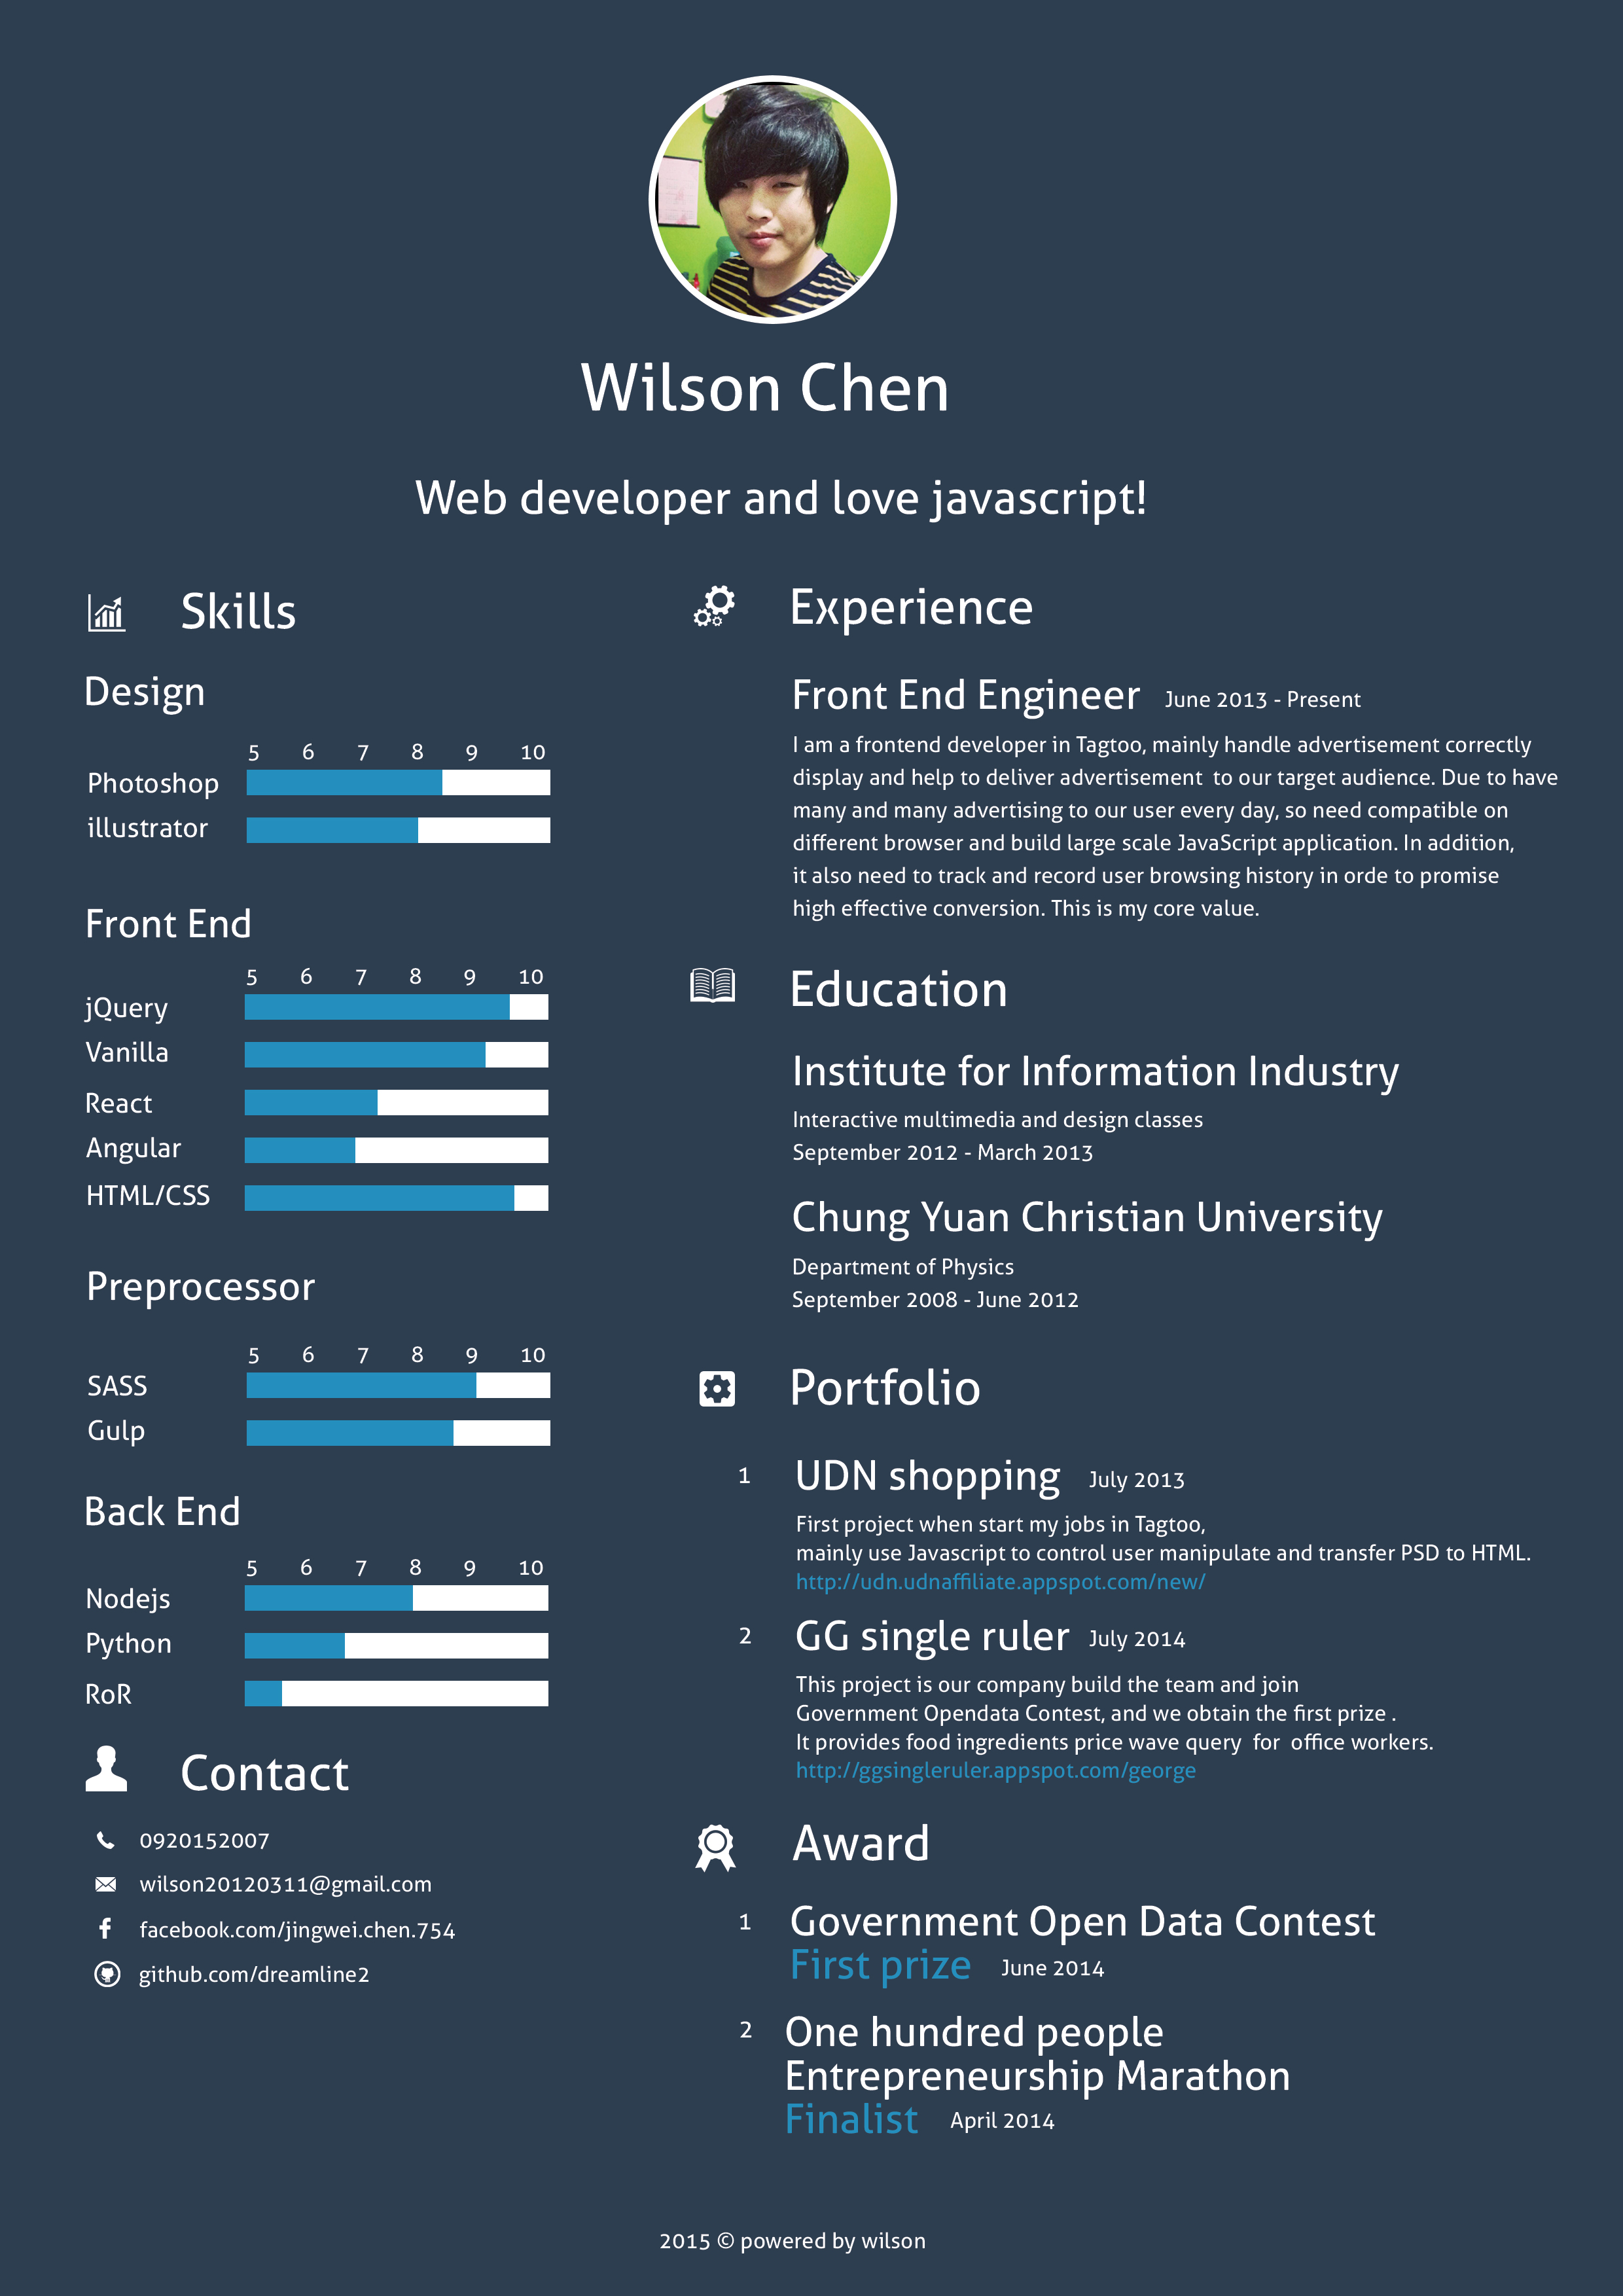 Wilson Chen
Web developer and love javascript!
Skills
Design
5 6 7 8 9 10
Photoshop
illustrator
Front End
5 6 7 8 9 10
jQuery
Vanilla
React
Angular
HTML/CSS
Preprocessor
5 6 7 8 9 10
SASS
Gulp
Back End
5 6 7 8 9 10
Nodejs
Python
RoR
Contact
0920152007
wilson20120311@gmail.com
facebook.com/jingwei.chen.754
github.com/dreamline2
Experience
Front End Engineer June 2013 - Present
I am a frontend developer in Tagtoo, mainly handle advertisement correctly
display and help to deliver advertisement to our target audience. Due to have
many and many advertising to our user every day, so need compatible on
different browser and build large scale JavaScript application. In addition,
it also need to track and record user browsing history in orde to promise
high effective conversion. This is my core value.
Education
Institute for Information Industry
Interactive multimedia and design classes
September 2012 - March 2013
Chung Yuan Christian University
Department of Physics
September 2008 - June 2012
Portfolio
1 UDN shopping July 2013
First project when start my jobs in Tagtoo,
mainly use Javascript to control user manipulate and transfer PSD to HTML.
http://udn.udnaffiliate.appspot.com/new/
2 GG single ruler July 2014
This project is our company build the team and join
Government Opendata Contest, and we obtain the first prize .
It provides food ingredients price wave query for office workers.
http://ggsingleruler.appspot.com/george
Award
1 Government Open Data Contest
First prize June 2014
2 One hundred people
Entrepreneurship Marathon
Finalist April 2014
2015 © powered by wilson